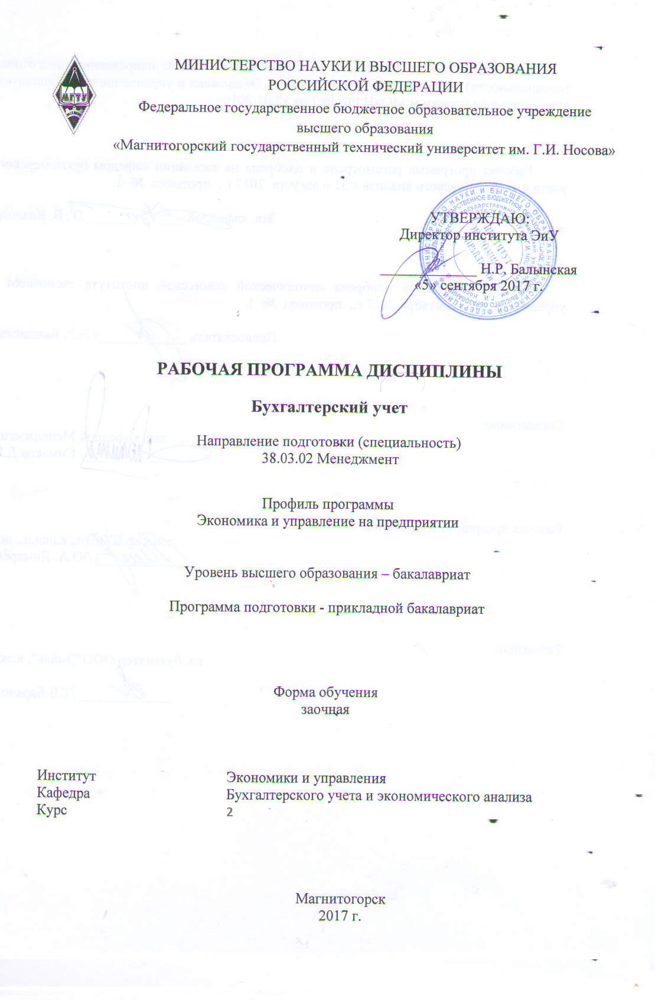 МГТУ
МИНИСТЕРСТВО НАУКИ И ВЫСШЕГО ОБРАЗОВАНИЯ
РОССИЙСКОЙ ФЕДЕРАЦИИ
Федеральное государственное бюджетное образовательное учреждение
высшего образования
«Магнитогорский государственный технический университет им. Г.И. Носова»
УТВЕРЖДАЮ:
Директор института ЭиУ
Н.Р. Балынская
«5» сентября 2017 г.
РАБОЧАЯ ПРОГРАММА ДИСЦИПЛИНЫ
Бухгалтерский учет
Направление подготовки (специальность)
38.03.02 Менеджмент
Профиль программы
Экономика и управление на предприятии
Уровень высшего образования – бакалавриат
Программа подготовки - прикладной бакалавриат
Форма обучения
заочная
Институт Экономики и управления
Кафедра Бухгалтерского учета и экономического анализа
Курс 2
Магнитогорск
2017 г.